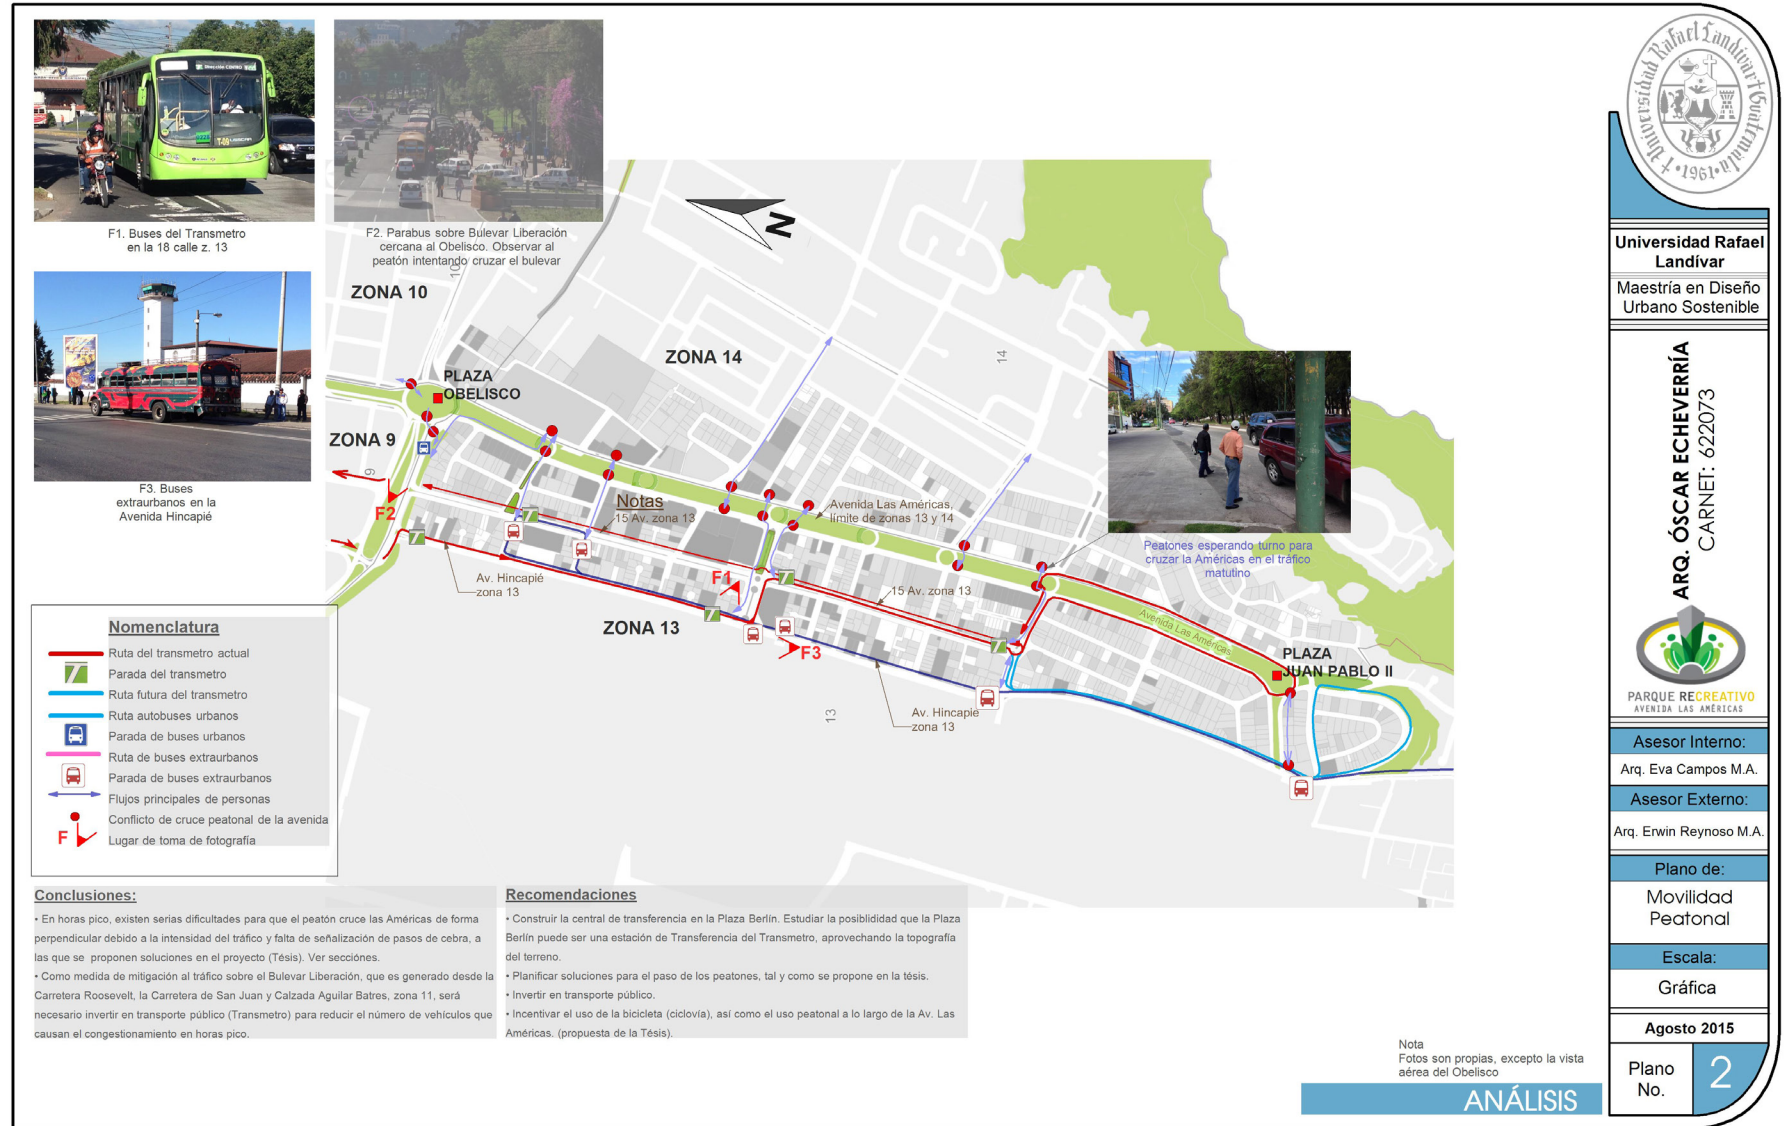 F1. Buses del Transmetro
en la 18 calle z. 13
F2. Parabus sobre Bulevar Liberación
cercana al Obelisco. Observar al
peatón intentando cruzar el bulevar
F3. Buses
extraurbanos en la
Avenida Hincapié
N
10
ZONA 10
ZONA 14
14
PLAZA
OBELISCO
ZONA 9
9
F2
Notas
15 Av. zona 13
Avenida Las Américas,
límite de zonas 13 y 14
Peatones esperando turno para
cruzar la Américas en el tráfico
matutino
Av. Hincapié
zona 13
F1
15 Av. zona 13
ZONA 13
F3
Avenida Las Américas
PLAZA
JUAN PABLO II
13
Av. Hincapié
zona 13
Nomenclatura
Ruta del transmetro actual
Parada del transmetro
Ruta futura del transmetro
Ruta autobuses urbanos
Parada de buses urbanos
Ruta de buses extraurbanos
Parada de buses extraurbanos
Flujos principales de personas
Conflicto de cruce peatonal de la avenida
F Lugar de toma de fotografía
Conclusiones:
• En horas pico, existen serias dificultades para que el peatón cruce las Américas de forma
perpendicular debido a la intensidad del tráfico y falta de señalización de pasos de cebra, a
las que se proponen soluciones en el proyecto (Tésis). Ver secciónes.
• Como medida de mitigación al tráfico sobre el Bulevar Liberación, que es generado desde la
Carretera Roosevelt, la Carretera de San Juan y Calzada Aguilar Batres, zona 11, será
necesario invertir en transporte público (Transmetro) para reducir el número de vehículos que
causan el congestionamiento en horas pico.
Recomendaciones
• Construir la central de transferencia en la Plaza Berlín. Estudiar la posiblididad que la Plaza
Berlín puede ser una estación de Transferencia del Transmetro, aprovechando la topografía
del terreno.
• Planificar soluciones para el paso de los peatones, tal y como se propone en la tésis.
• Invertir en transporte público.
• Incentivar el uso de la bicicleta (ciclovía), así como el uso peatonal a lo largo de la Av. Las
Américas. (propuesta de la Tésis).
Nota
Fotos son propias, excepto la vista
aérea del Obelisco
ANÁLISIS
Universidad Rafael Landívar Guatemala
•1961•
Universidad Rafael
Landívar
Maestría en Diseño
Urbano Sostenible
ARQ. ÓSCAR ECHEVERRÍA
CARNET: 622073
PARQUE RECREATIVO
AVENIDA LAS AMÉRICAS
Asesor Interno:
Arq. Eva Campos M.A.
Asesor Externo:
Arq. Erwin Reynoso M.A.
Plano de:
Movilidad
Peatonal
Escala:
Gráfica
Agosto 2015
Plano
No.
2